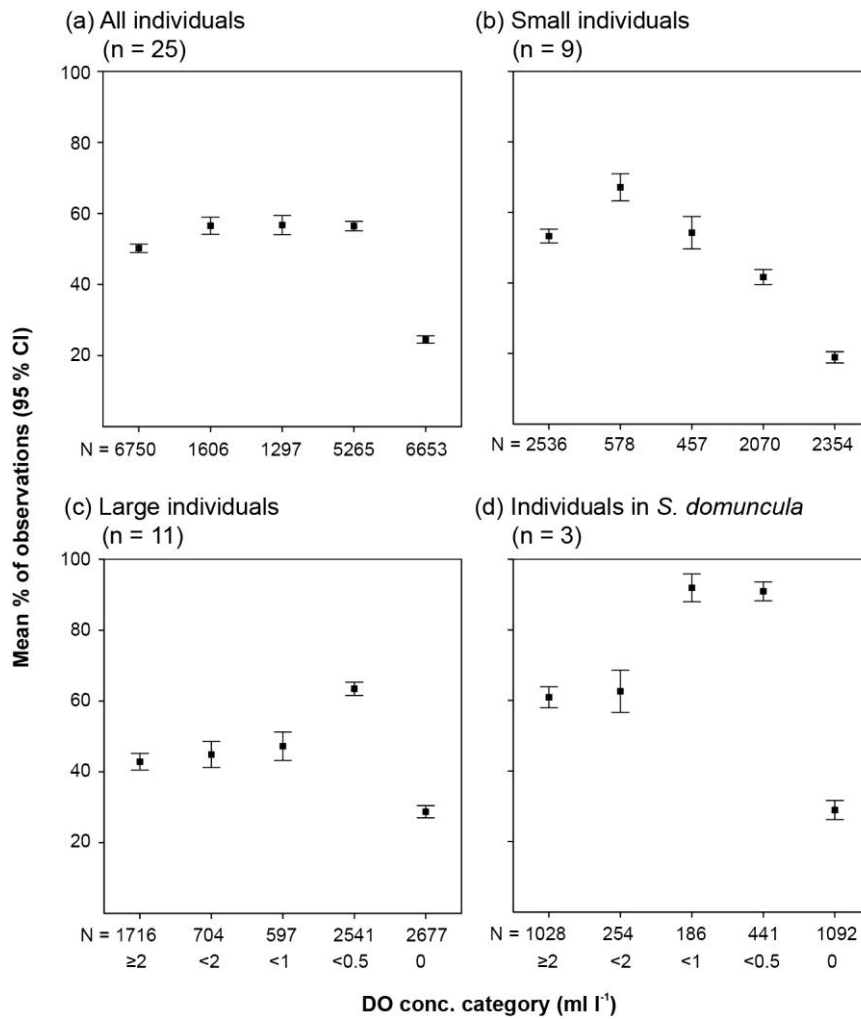 (a) All individuals
(n = 25)
(b) Small individuals
(n = 9)
100
80
60
40
20
N = 6750 1606 1297 5265 6653
N = 2536 578 457 2070 2354
(c) Large individuals
(n = 11)
(d) Individuals in S. domuncula
(n = 3)
100
80
60
40
20
N = 1716 704 597 2541 2677
≥2 <2 <1 <0.5 0
N = 1028 254 186 441 1092
≥2 <2 <1 <0.5 0
Mean % of observations (95 % CI)
DO conc. category (ml l⁻¹)